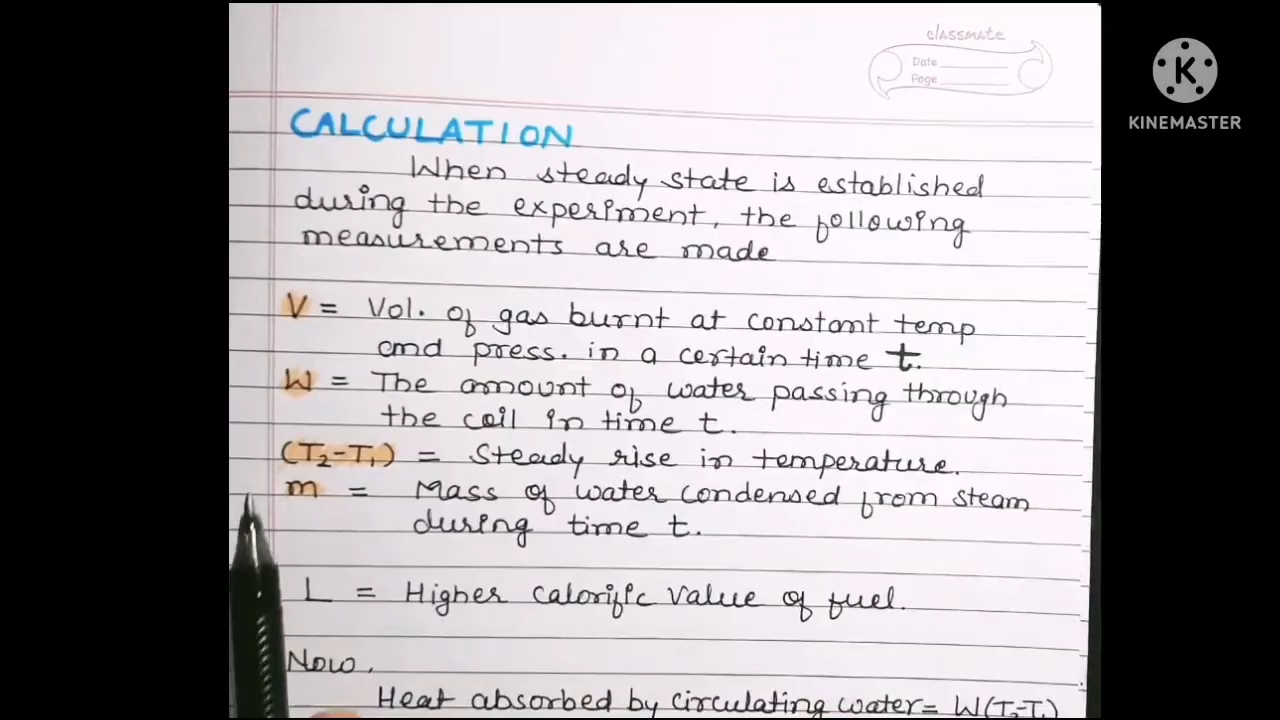 classmate
Date
Page
KINEMASTER
CALCULATION
When steady state is established
during the experiment, the following
measurements are made
V = Vol. of gas burnt at constant temp
and press. in a certain time t.
W = The amount of water passing through
the coil in time t.
(T₂-T₁) = Steady rise in temperature.
m = Mass of water condensed from steam
during time t.
L = Higher calorific value of fuel.
Now,
Heat absorbed by circulating water = W(T₂-T₁)